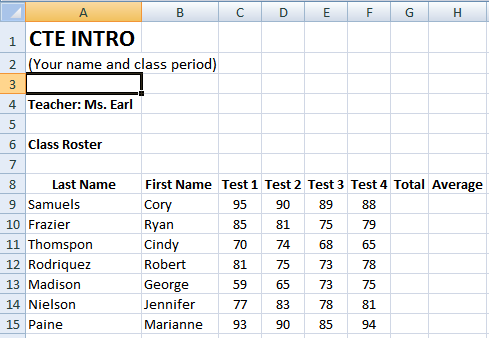 A B C D E F G H
1 CTE INTRO
2 (Your name and class period)
3
4 Teacher: Ms. Earl
5
6 Class Roster
7
8 Last Name First Name Test 1 Test 2 Test 3 Test 4 Total Average
9 Samuels Cory 95 90 89 88
10 Frazier Ryan 85 81 75 79
11 Thomspon Cindy 70 74 68 65
12 Rodriquez Robert 81 75 73 78
13 Madison George 59 65 73 75
14 Nielson Jennifer 77 83 78 81
15 Paine Marianne 93 90 85 94